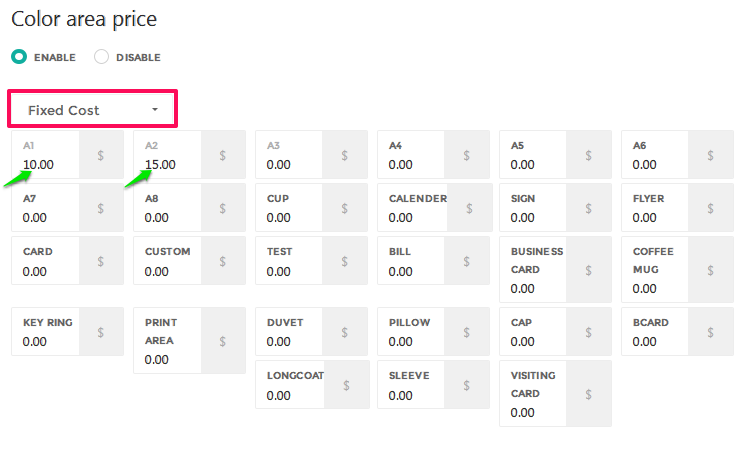 Color area price
ENABLE DISABLE
Fixed Cost
A1 A2 A3 A4 A5 A6
10.00 $ 15.00 $ 0.00 $ 0.00 $ 0.00 $ 0.00 $
A7 A8 CUP CALENDER SIGN FLYER
0.00 $ 0.00 $ 0.00 $ 0.00 $ 0.00 $ 0.00 $
CARD CUSTOM TEST BILL BUSINESS COFFEE
0.00 $ 0.00 $ 0.00 $ 0.00 $ CARD $ MUG $
0.00 0.00
KEY RING PRINT DUVET PILLOW CAP BCARD
0.00 $ AREA $ 0.00 $ 0.00 $ 0.00 $ 0.00 $
0.00
LONGCOAT SLEEVE VISITING
0.00 $ 0.00 $ CARD $
0.00